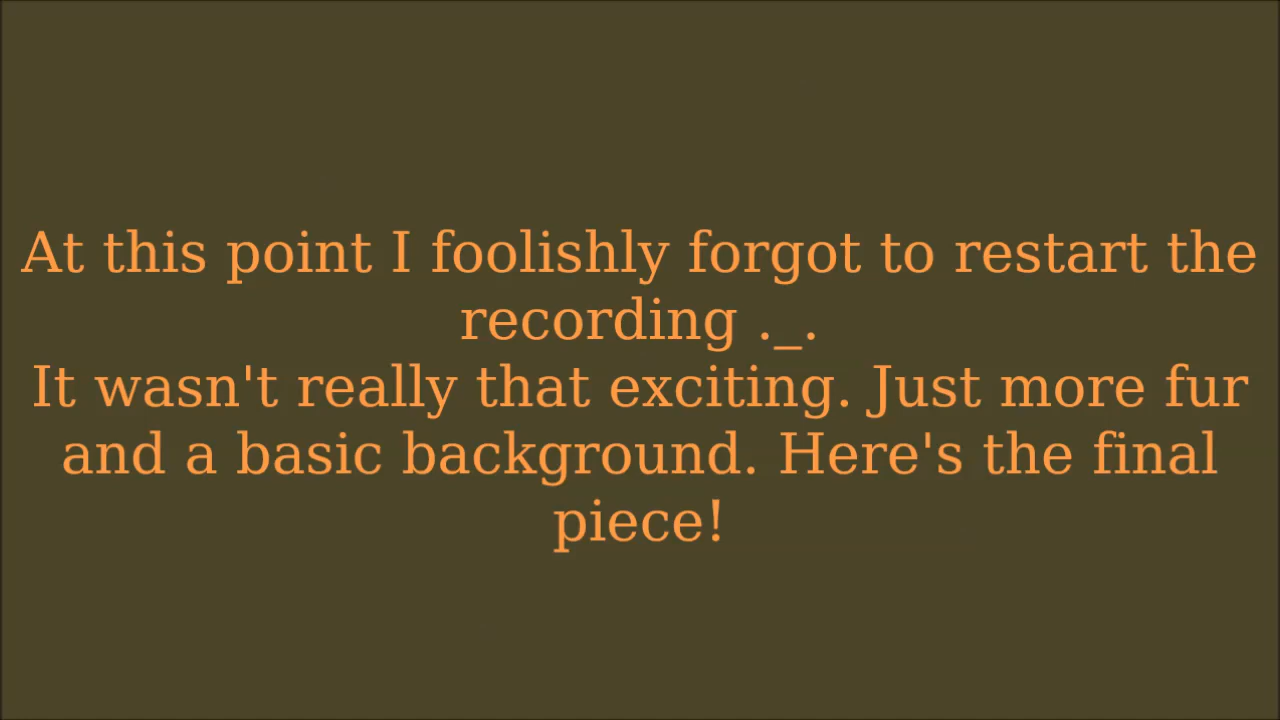 At this point I foolishly forgot to restart the
recording ._.
It wasn't really that exciting. Just more fur
and a basic background. Here's the final
piece!